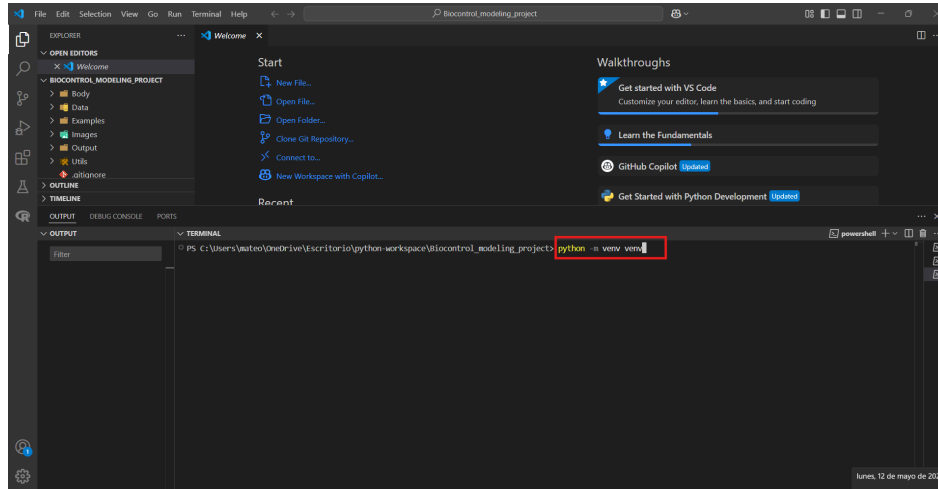 File Edit Selection View Go Run Terminal Help
Biocontrol_modeling_project
EXPLORER
Welcome
OPEN EDITORS
Welcome
BIOCONTROL_MODELING_PROJECT
Body
Data
Examples
Images
Output
Utils
.gitignore
OUTLINE
TIMELINE
Start
New File...
Open File...
Open Folder...
Clone Git Repository...
Connect to...
New Workspace with Copilot...
Recent
Walkthroughs
Get started with VS Code
Customize your editor, learn the basics, and start coding
Learn the Fundamentals
GitHub Copilot Updated
Get Started with Python Development Updated
OUTPUT DEBUG CONSOLE PORTS
OUTPUT
Filter
TERMINAL
powershell
PS C:\Users\mateo\OneDrive\Escritorio\python-workspace\Biocontrol_modeling_project> python -m venv venv
lunes, 12 de mayo de 202